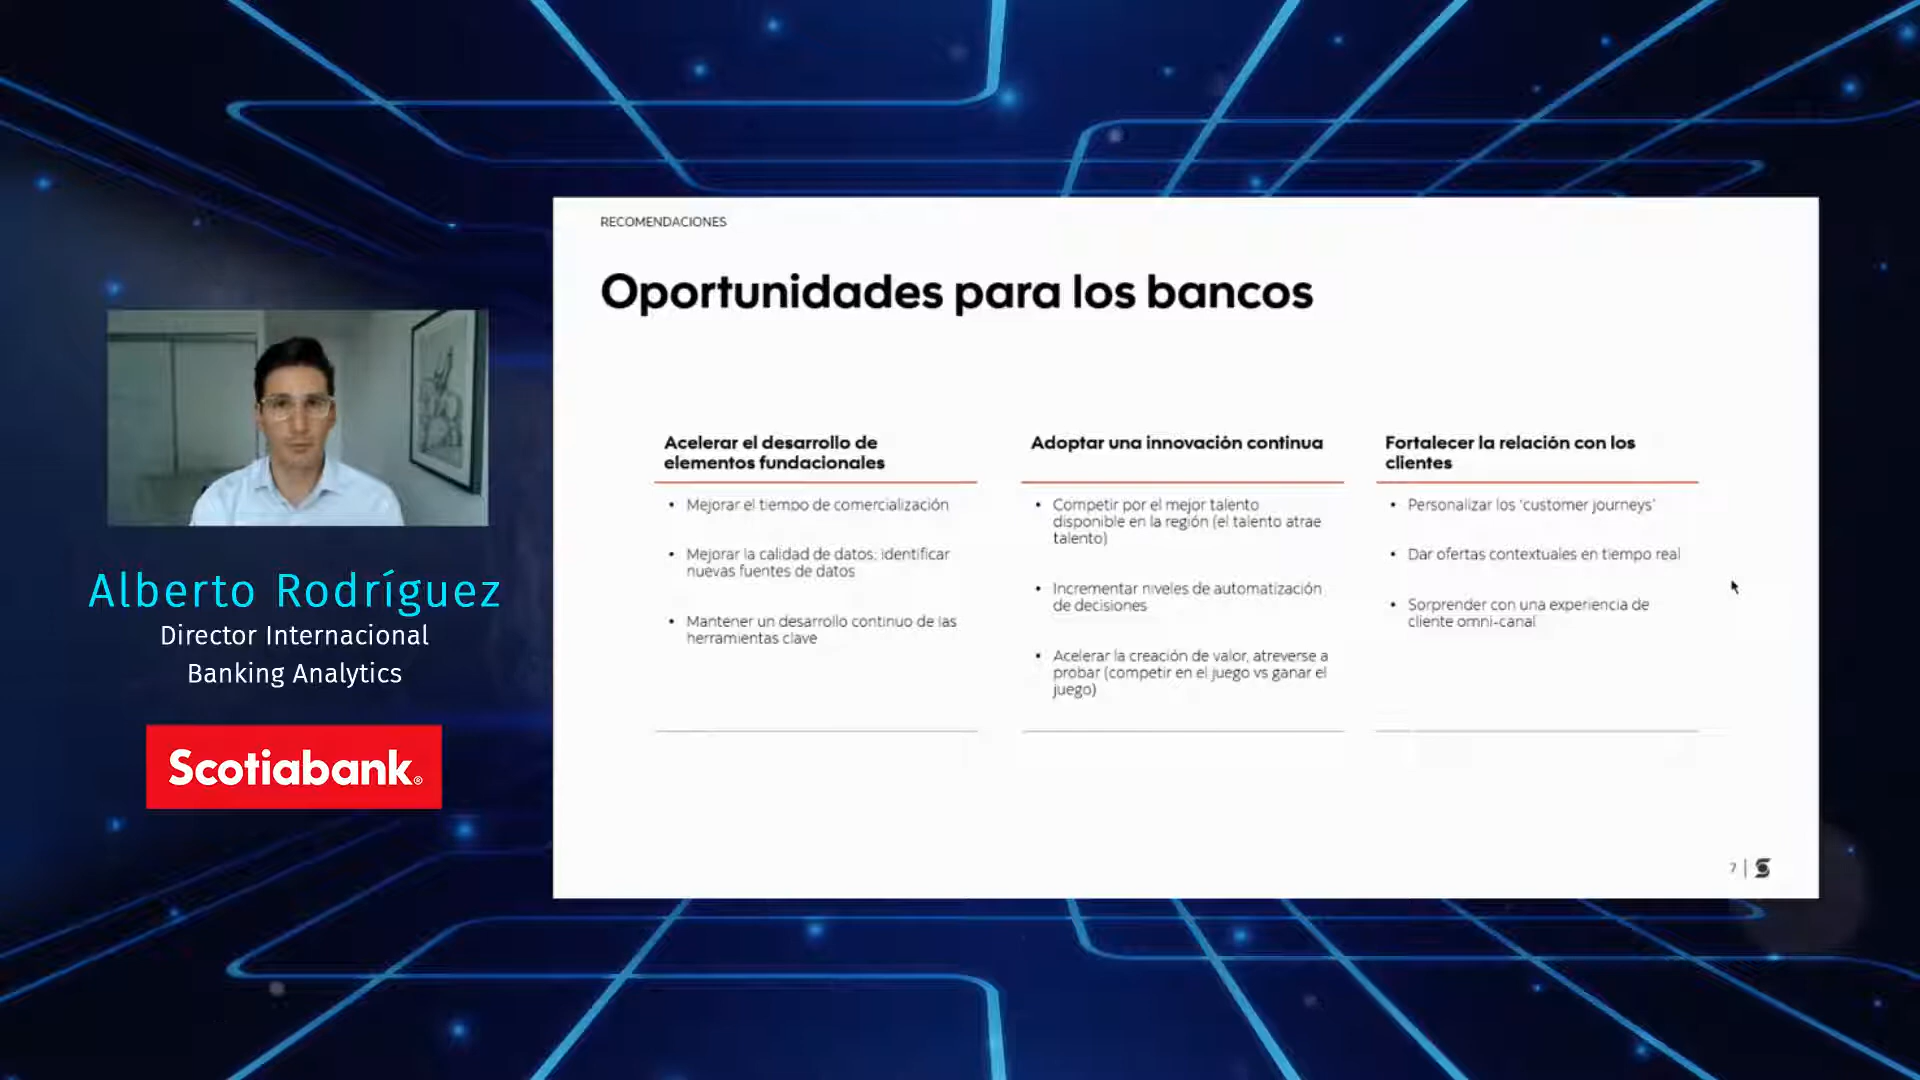 Alberto Rodríguez
Director Internacional
Banking Analytics
Scotiabank®
RECOMENDACIONES
Oportunidades para los bancos
Acelerar el desarrollo de
elementos fundacionales
• Mejorar el tiempo de comercialización
• Mejorar la calidad de datos; identificar
nuevas fuentes de datos
• Mantener un desarrollo continuo de las
herramientas clave
Adoptar una innovación continua
• Competir por el mejor talento
disponible en la región (el talento atrae
talento)
• Incrementar niveles de automatización
de decisiones
• Acelerar la creación de valor, atreverse a
probar (competir en el juego vs ganar el
juego)
Fortalecer la relación con los
clientes
• Personalizar los ‘customer journeys’
• Dar ofertas contextuales en tiempo real
• Sorprender con una experiencia de
cliente omni-canal
7 | S